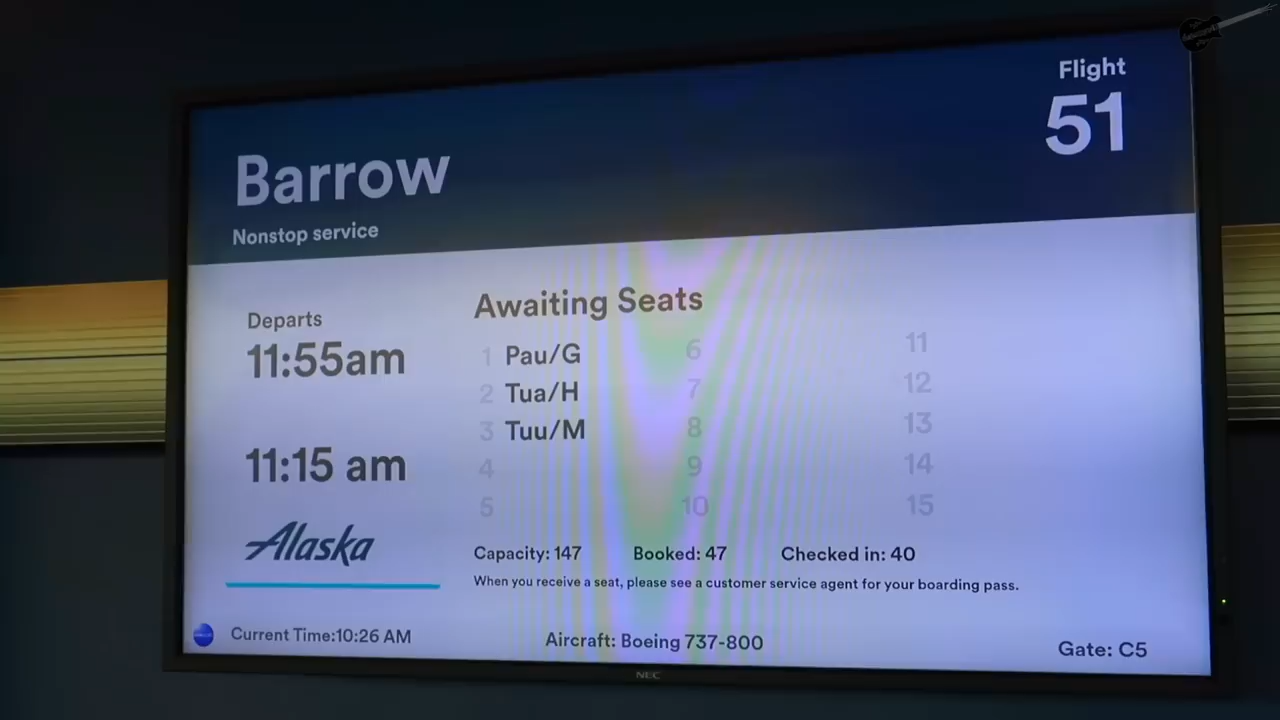 Flight
51
Barrow
Nonstop service
Departs
11:55am
11:15 am
Alaska
Awaiting Seats
1 Pau/G
2 Tua/H
3 Tuu/M
4
5
6
7
8
9
10
11
12
13
14
15
Capacity: 147 Booked: 47 Checked in: 40
When you receive a seat, please see a customer service agent for your boarding pass.
Current Time:10:26 AM
Aircraft: Boeing 737-800
Gate: C5
NEC